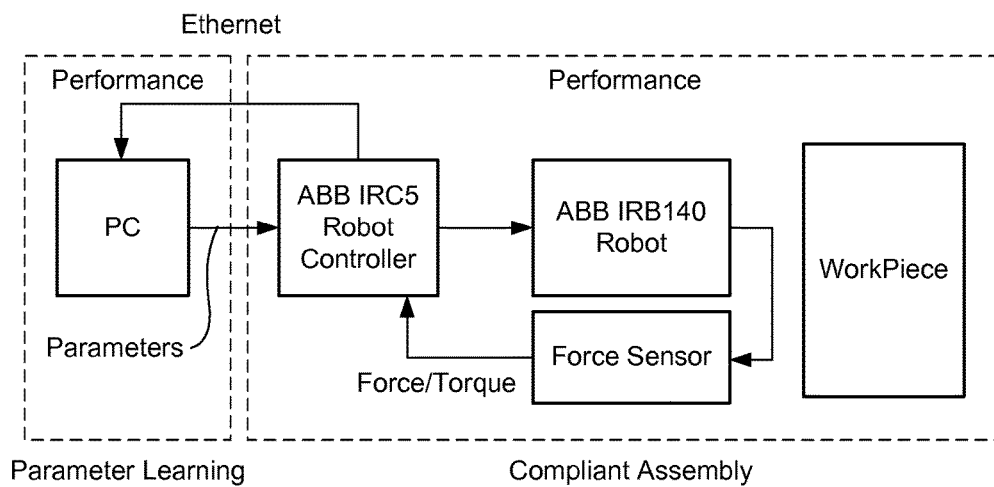 Ethernet
Performance
Performance
PC
ABB IRC5
Robot
Controller
ABB IRB140
Robot
WorkPiece
Parameters
Force/Torque
Force Sensor
Parameter Learning
Compliant Assembly